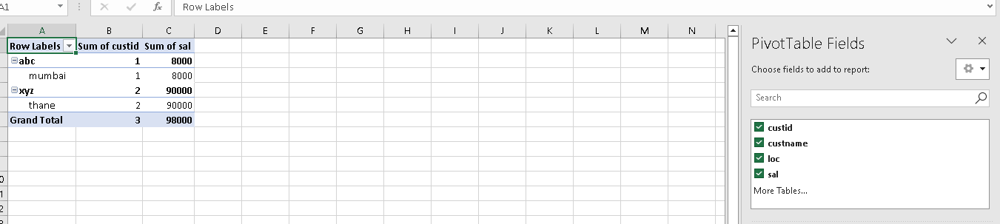 A1 Row Labels
A B C D E F G H I J K L M N
Row Labels Sum of custid Sum of sal
abc 1 8000
mumbai 1 8000
xyz 2 90000
thane 2 90000
Grand Total 3 98000
0
1
2
PivotTable Fields
Choose fields to add to report:
Search
custid
custname
loc
sal
More Tables...